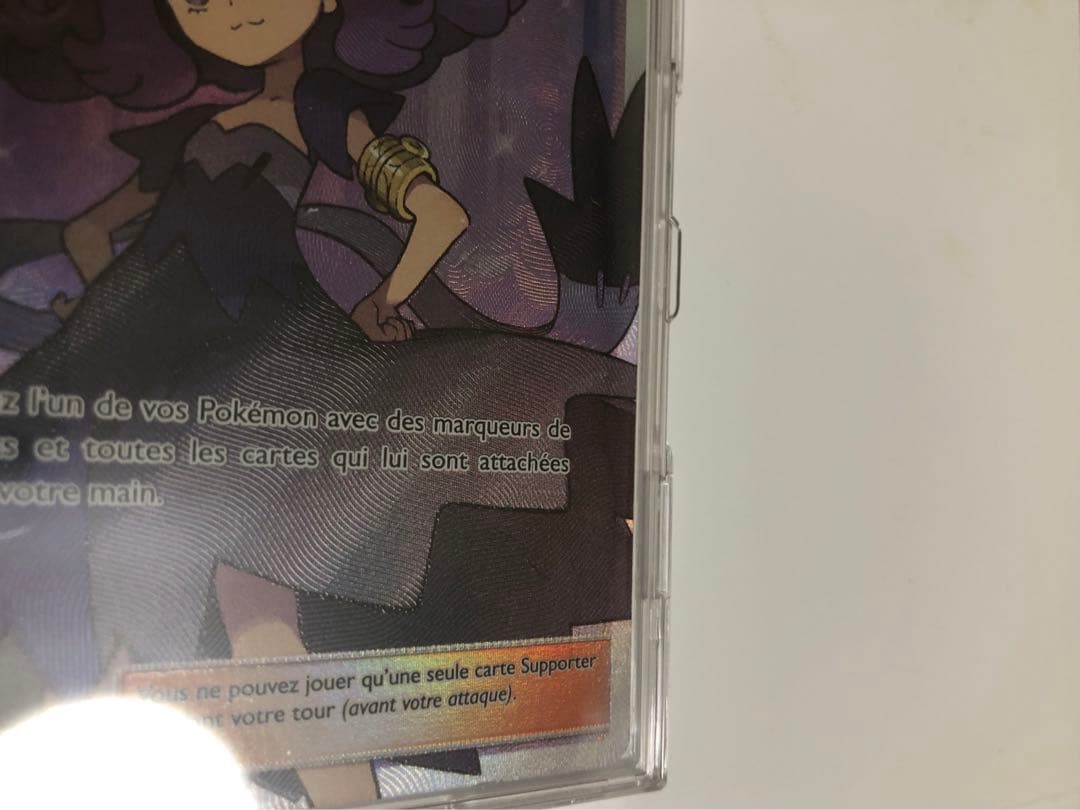 z l'un de vos Pokémon avec des marqueurs de
s et toutes les cartes qui lui sont attachées
votre main.
ous ne pouvez jouer qu'une seule carte Supporter
nt votre tour (avant votre attaque).